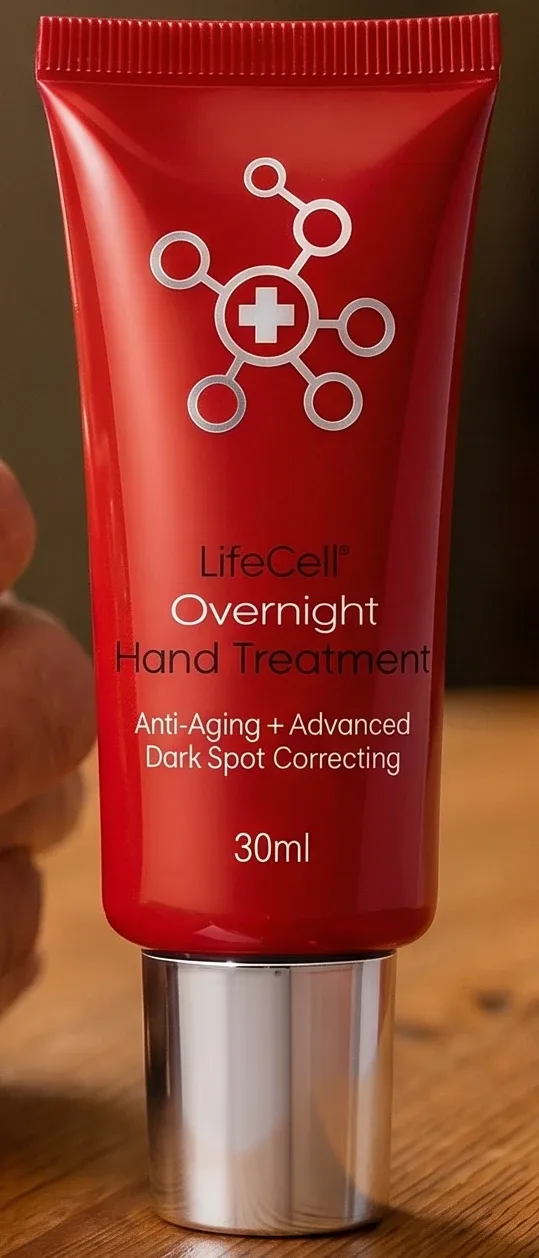 LifeCell®
Overnight
Hand Treatment
Anti-Aging + Advanced
Dark Spot Correcting
30ml